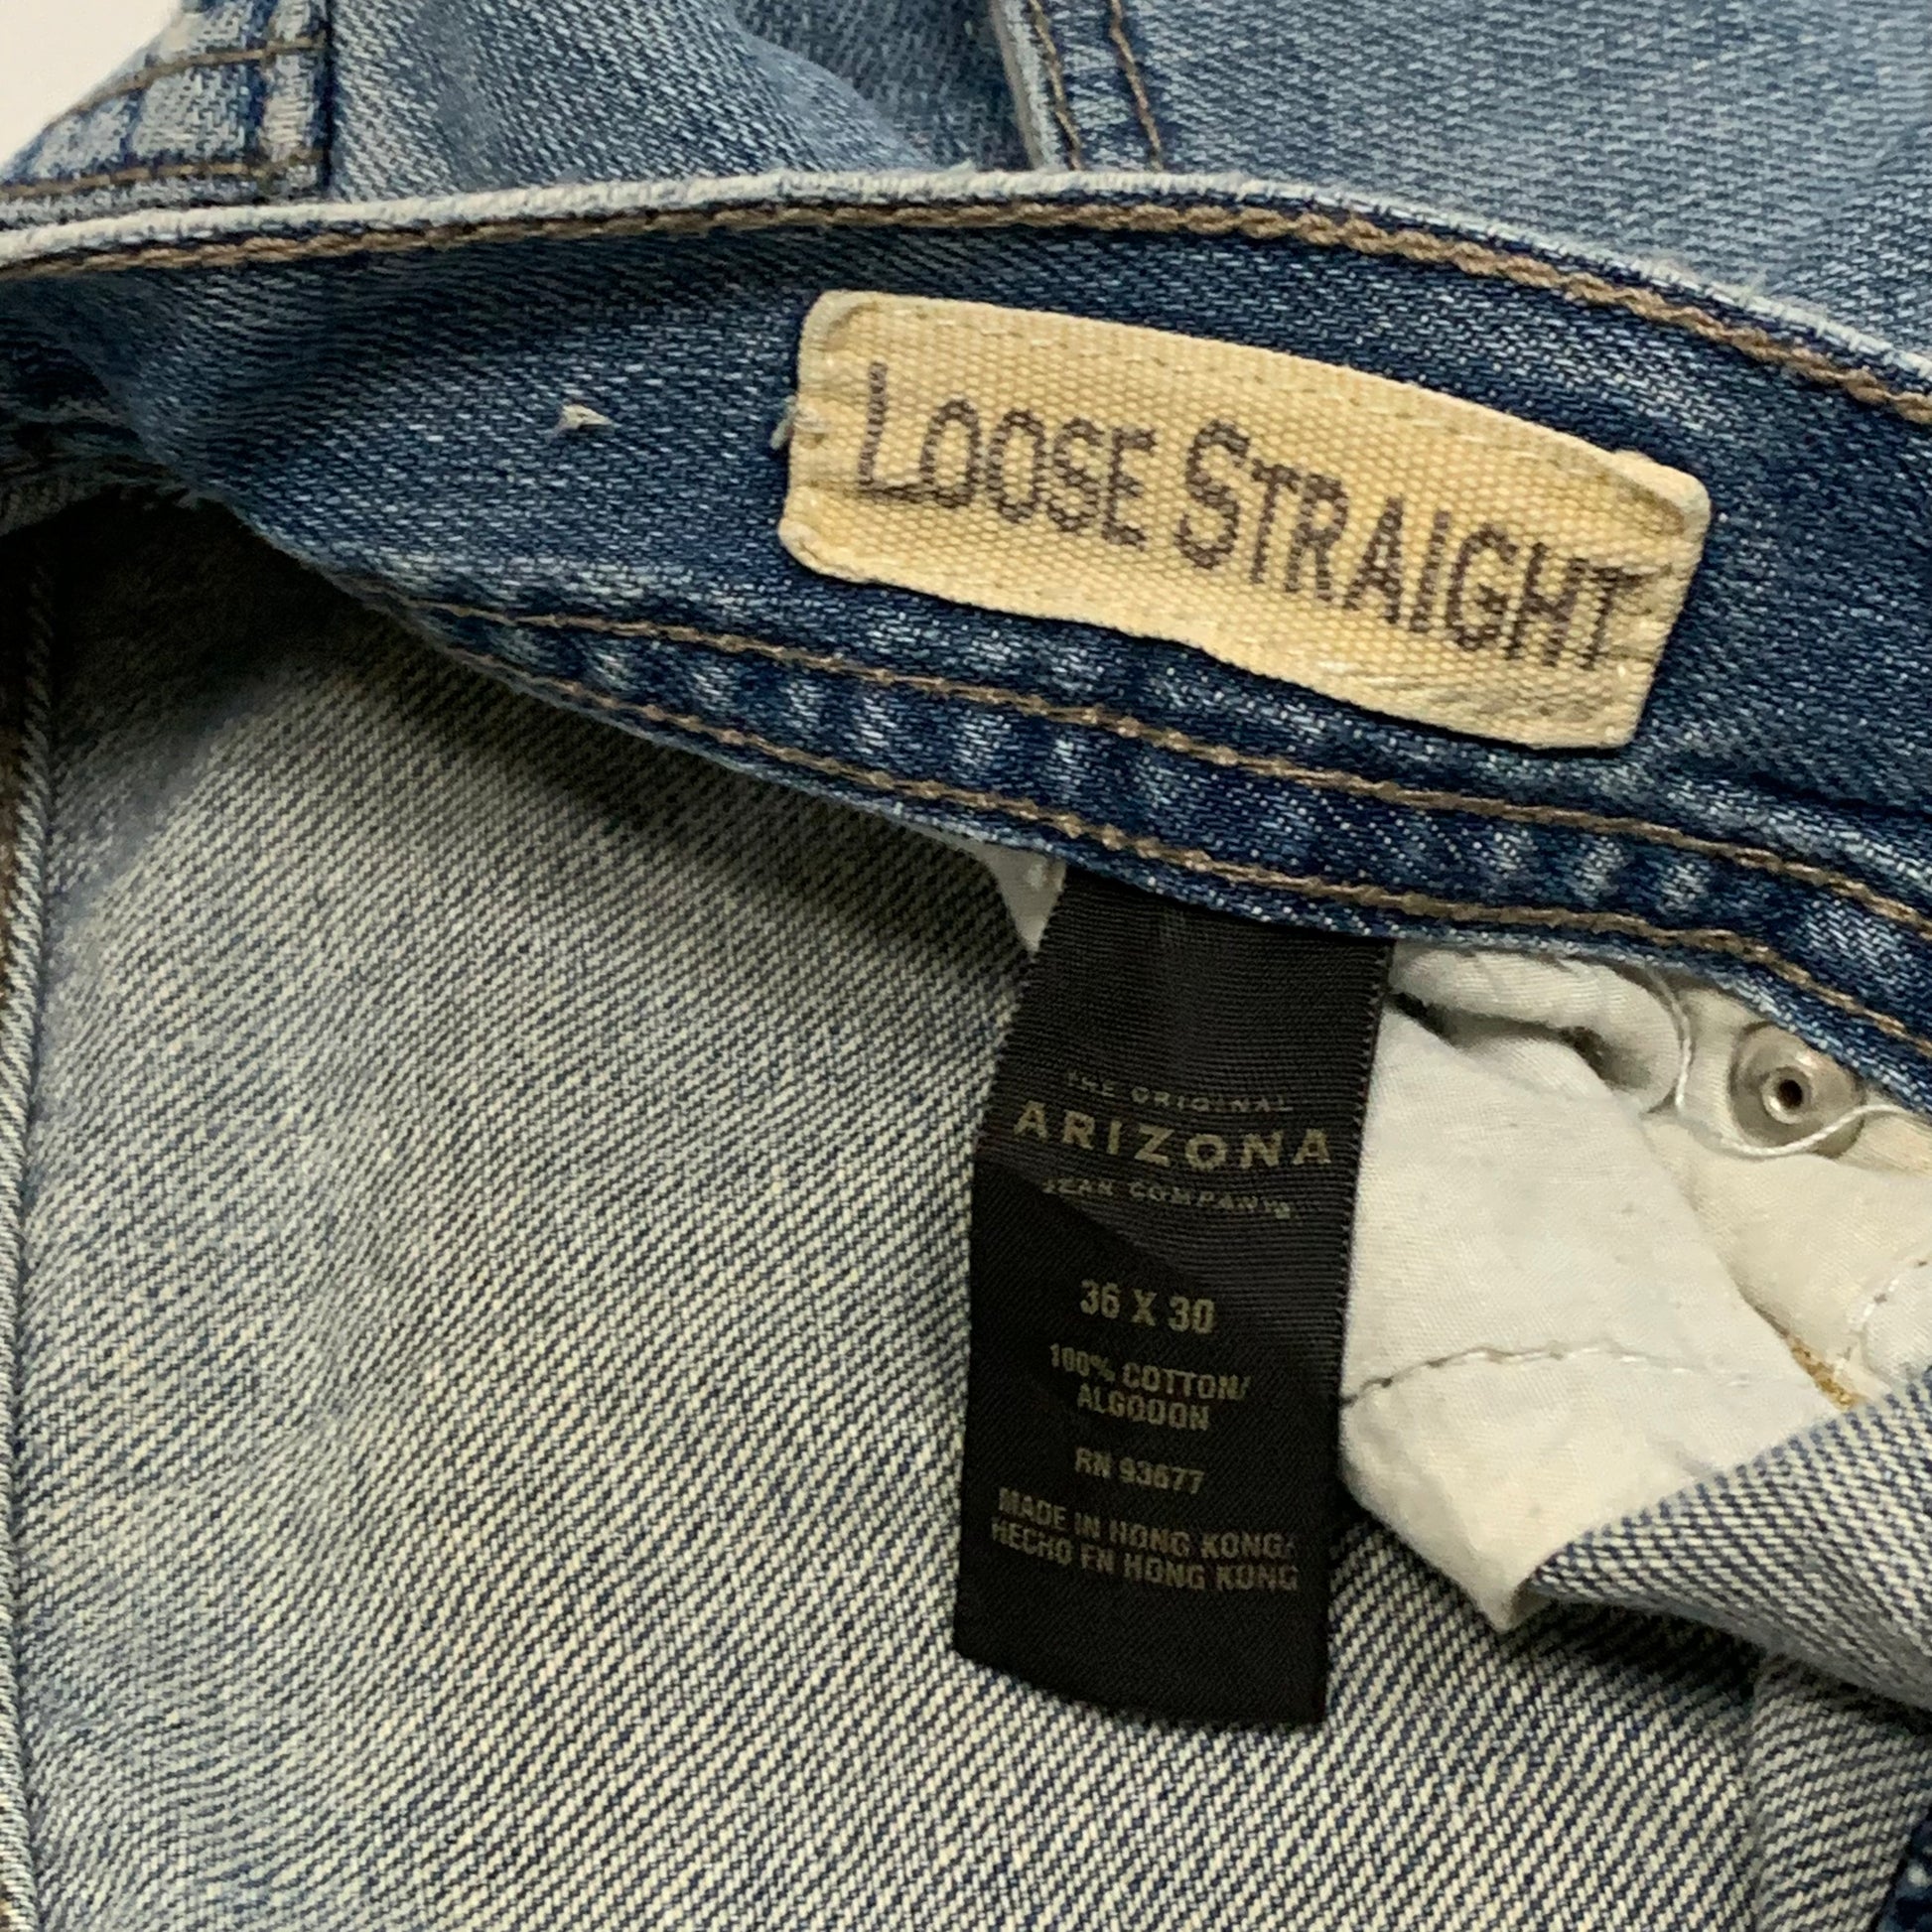 LOOSE STRAIGHT
THE ORIGINAL
ARIZONA
JEAN COMPANY®
36 X 30
100% COTTON/
ALGODON
RN 93677
MADE IN HONG KONG/
HECHO EN HONG KONG